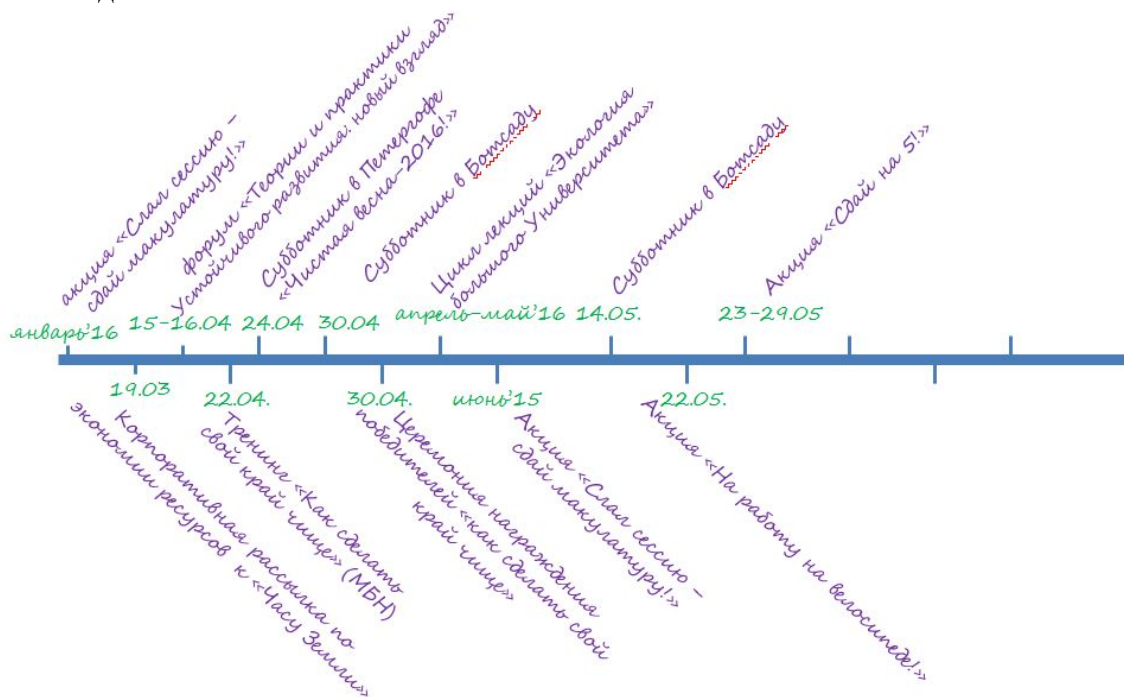 акция «Слал сессию –
сдай макулатуру!»
форум «Теории и практики
Устойчивого развития: новый взгляд»
Субботник в Петергофе
«Чистая весна-2016!»
Субботник в Ботсаду
Цикл лекций «Экология
большого Университета»
Субботник в Ботсаду
Акция «Сдай на 5!»
январь'16
15-16.04
24.04
30.04
апрель-май'16
14.05.
23-29.05
19.03
22.04.
30.04.
июнь'15
22.05.
Корпоративная рассылка по
экономии ресурсов к «Часу Земли»
Тренинг «Как сделать
свой край чище» (МБН)
Церемония награждения
победителей «как сделать свой
край чище»
Акция «Слал сессию –
сдай макулатуру!»
Акция «На работу на велосипеде!»